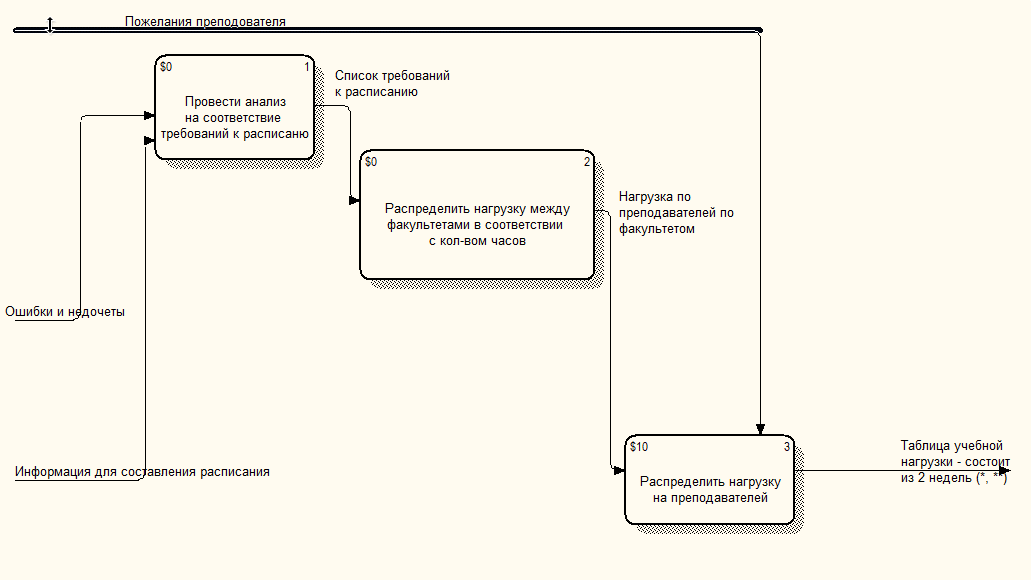 Пожелания преподователя
$0 1
Провести анализ
на соответствие
требований к расписаню
Список требований
к расписанию
$0 2
Распределить нагрузку между
факультетами в соответствии
с кол-вом часов
Нагрузка по
преподавателей по
факультетом
Ошибки и недочеты
Информация для составления расписания
$10 3
Распределить нагрузку
на преподавателей
Таблица учебной
нагрузки - состоит
из 2 недель (*, **)